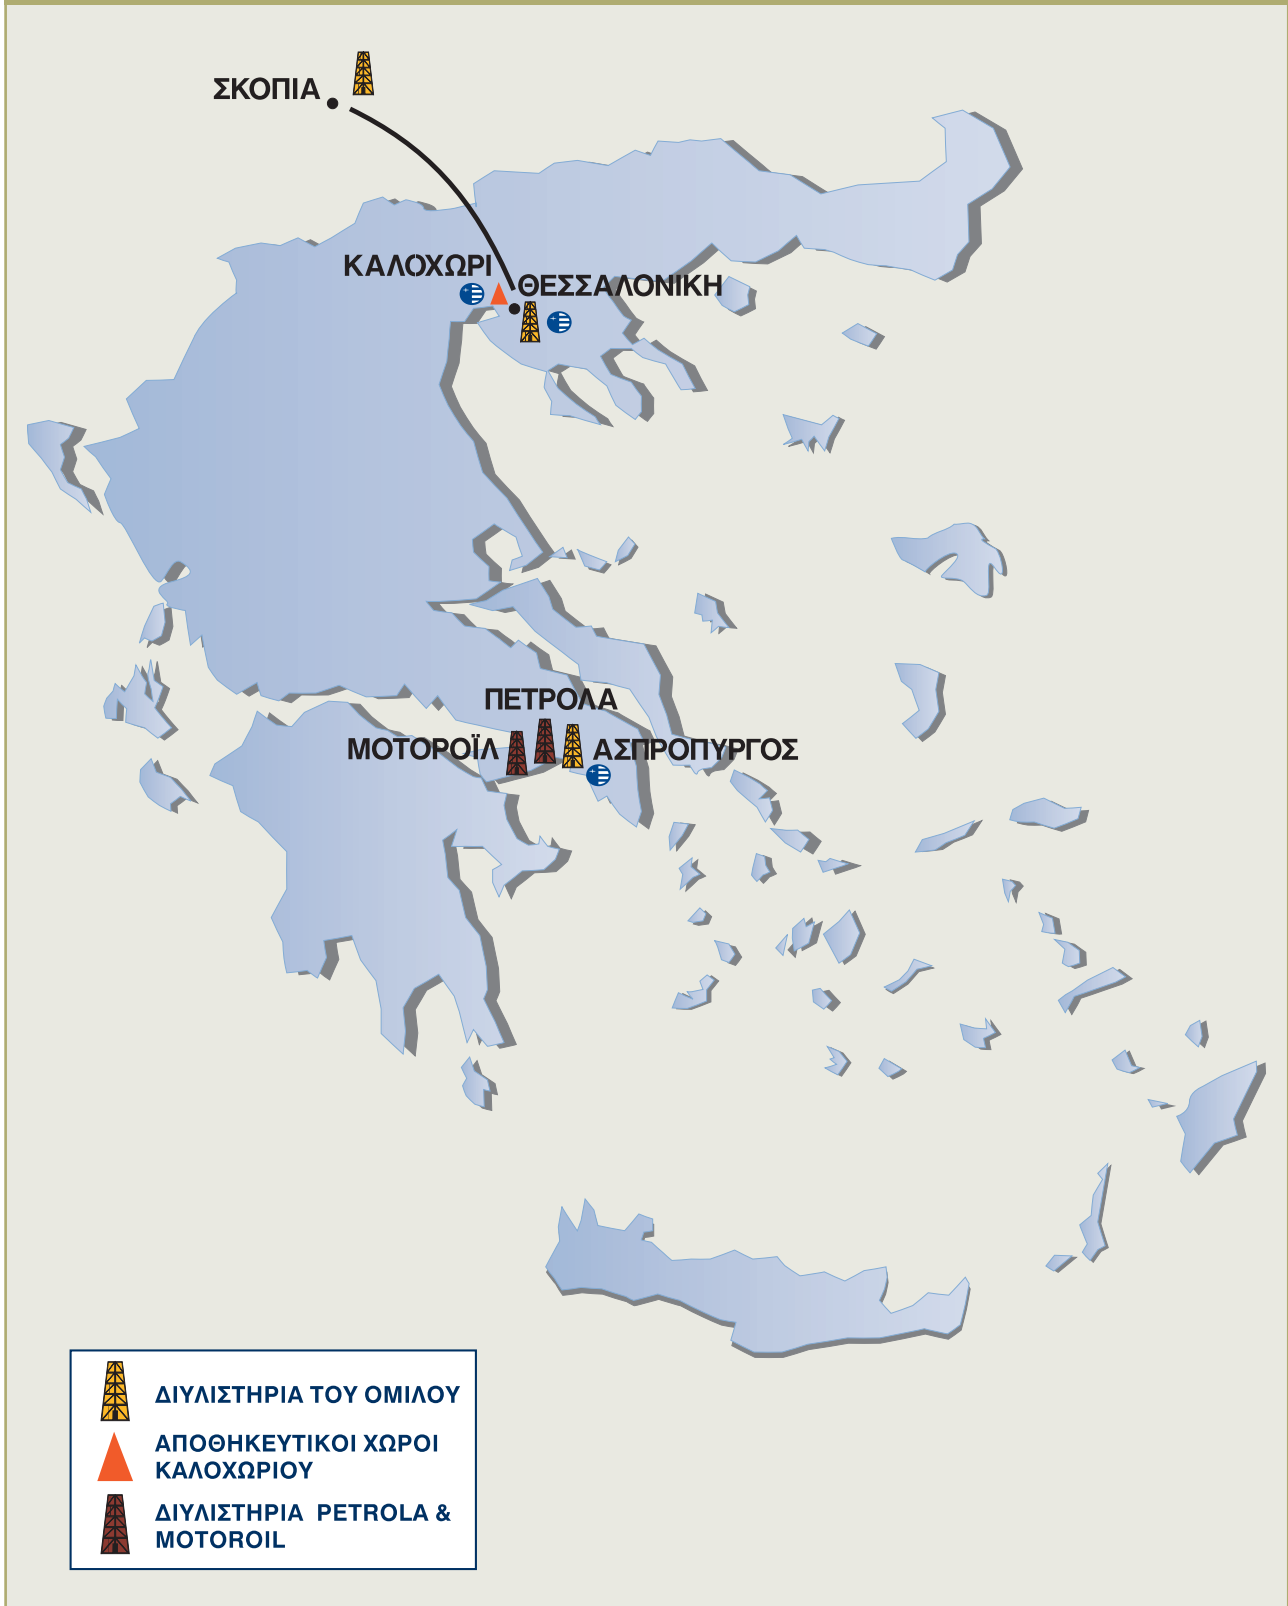 ΣΚΟΠΙΑ
ΚΑΛΟΧΩΡΙ
ΘΕΣΣΑΛΟΝΙΚΗ
ΠΕΤΡΟΛΑ
ΜΟΤΟΡΟΪΛ
ΑΣΠΡΟΠΥΡΓΟΣ
ΔΙΥΛΙΣΤΗΡΙΑ ΤΟΥ ΟΜΙΛΟΥ
ΑΠΟΘΗΚΕΥΤΙΚΟΙ ΧΩΡΟΙ
ΚΑΛΟΧΩΡΙΟΥ
ΔΙΥΛΙΣΤΗΡΙΑ PETROLA &
MOTOROIL